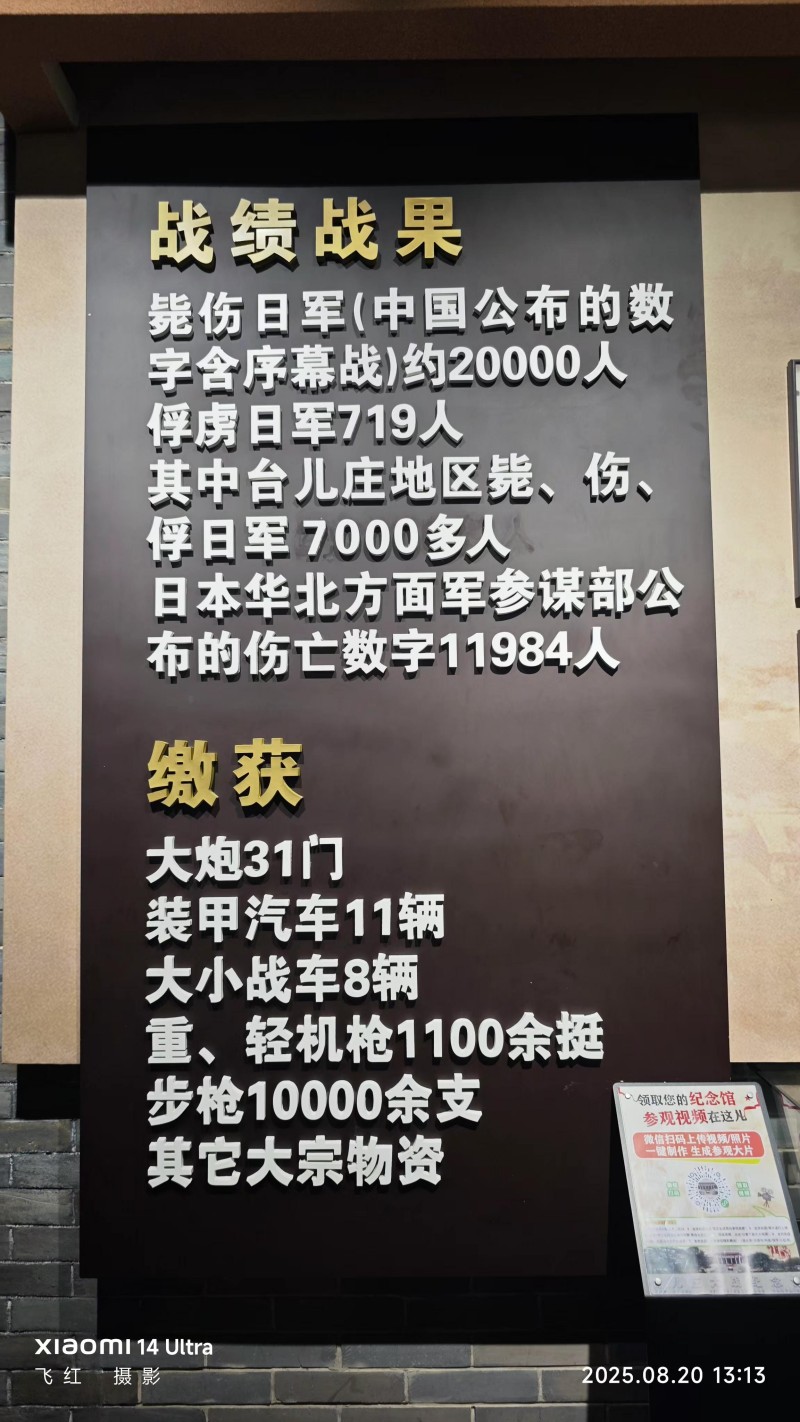 战绩战果
毙伤日军(中国公布的数
字含序幕战)约20000人
俘虏日军719人
其中台儿庄地区毙、伤、
俘日军7000多人
日本华北方面军参谋部公
布的伤亡数字11984人
缴获
大炮31门
装甲汽车11辆
大小战车8辆
重、轻机枪1100余挺
步枪10000余支
其它大宗物资
领取您的纪念馆
参观视频在这儿
微信扫码上传视频/照片
一键制作 生成参观大片
XIAOMI 14 Ultra
飞红 摄影
2025.08.20 13:13